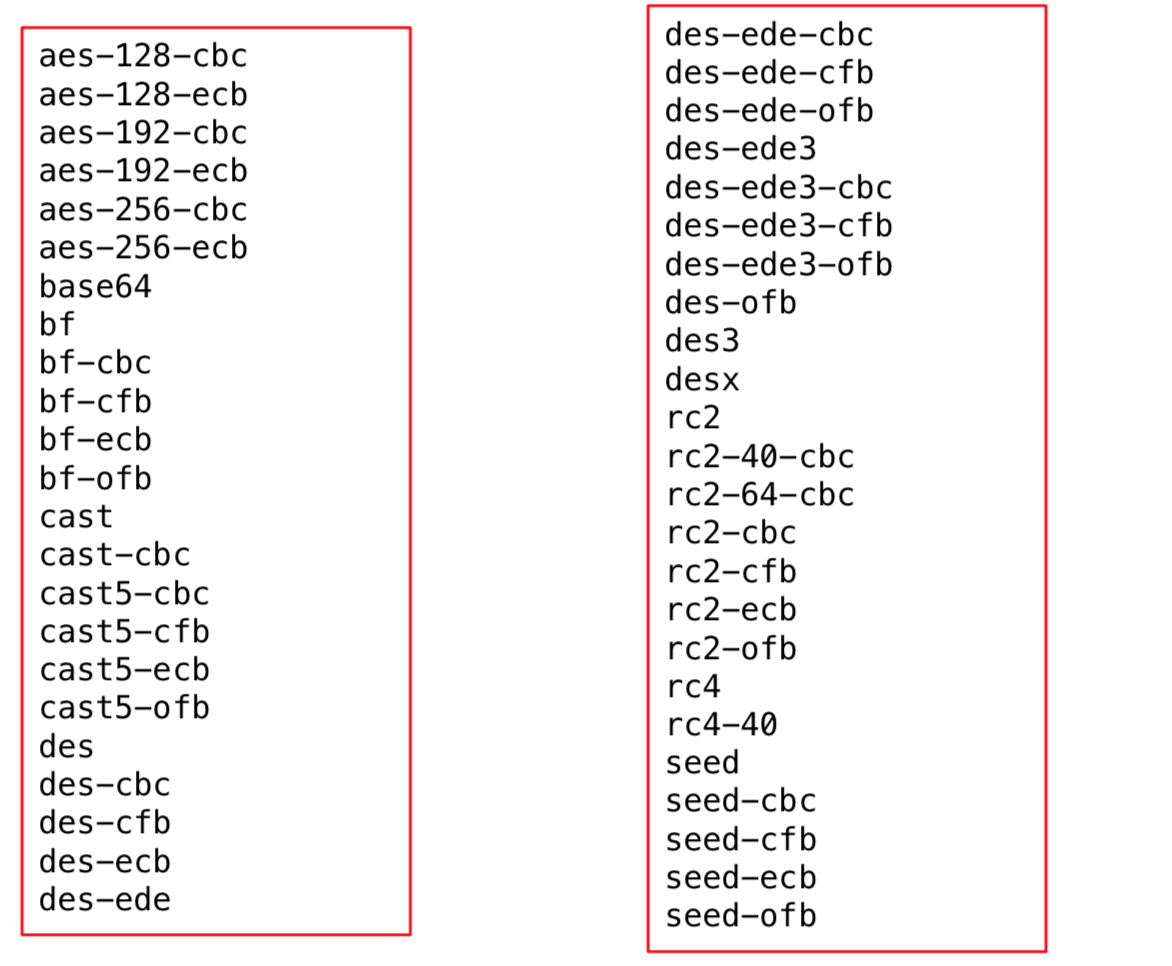 aes-128-cbc
aes-128-ecb
aes-192-cbc
aes-192-ecb
aes-256-cbc
aes-256-ecb
base64
bf
bf-cbc
bf-cfb
bf-ecb
bf-ofb
cast
cast-cbc
cast5-cbc
cast5-cfb
cast5-ecb
cast5-ofb
des
des-cbc
des-cfb
des-ecb
des-ede
des-ede-cbc
des-ede-cfb
des-ede-ofb
des-ede3
des-ede3-cbc
des-ede3-cfb
des-ede3-ofb
des-ofb
des3
desx
rc2
rc2-40-cbc
rc2-64-cbc
rc2-cbc
rc2-cfb
rc2-ecb
rc2-ofb
rc4
rc4-40
seed
seed-cbc
seed-cfb
seed-ecb
seed-ofb